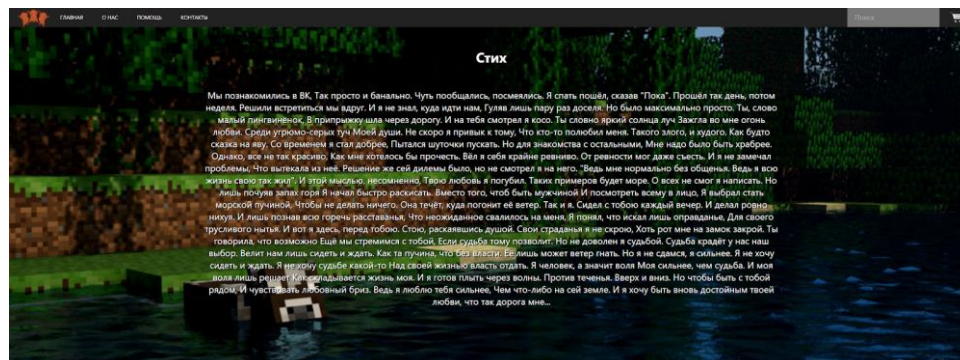 ГЛАВНАЯ О НАС ПОМОЩЬ КОНТАКТЫ Поиск
Стих
Мы познакомились в ВК, Так просто и банально. Чуть пообщались, посмеялись. Я спать пошёл, сказав "Пока". Прошёл так день, потом
неделя. Решили встретиться мы вдруг. И я не знал, куда идти нам, Гуляв лишь пару раз доселя. Но было максимально просто. Ты, слово
малый пингвинёнок, В припрыжку шла через дорогу. И на тебя смотрел я косо. Ты словно яркий солнца луч Зажгла во мне огонь
любви. Среди угрюмо-серых туч Моей души. Не скоро я привык к тому, Что кто-то полюбил меня. Такого злого, и худого. Как будто
сказка на яву. Со временем я стал добрее, Пытался шуточки пускать. Но для знакомства с остальными, Мне надо было быть храбрее.
Однако, все не так красиво, Как мне хотелось бы прочесть. Вёл я себя крайне ревниво. От ревности мог даже съесть. И я не замечал
проблемы, Что вытекала из неё. Решение же сей дилемы было, но не смотрел я на него. "Ведь мне нормально без общенья. Ведь я всю
жизнь свою так жил". И этой мыслью, несомненно, Твою любовь я погубил. Таких примеров будет море. О всех не смог я написать. Но
лишь почуяв запах горя Я начал быстро раскисать. Вместо того, чтоб быть мужчиной И посмотреть всему в лицо, Я выбрал стать
морской пучиной, Чтобы не делать ничего. Она течёт, куда погонит её ветер. Так и я. Сидел с тобою каждый вечер. И делал ровно
нихуя. И лишь познав всю горечь расставанья, Что неожиданное свалилось на меня, Я понял, что искал лишь оправданье, Для своего
трусливого нытья. И вот я здесь, перед тобою. Стою, раскаявшись душой. Свои страданья я не скрою, Хоть рот мне на замок закрой. Ты
говорила, что возможно Ещё мы стремимся с тобой, Если судьба тому позволит. Но не доволен я судьбой. Судьба крадёт у нас наш
выбор. Велит нам лишь сидеть и ждать. Как та пучина, что без власти. Её лишь может ветер гнать. Но я не сдамся, я сильнее. Я не хочу
сидеть и ждать. Я не хочу судьбе какой-то Над своей жизнью власть отдать. Я человек, а значит воля Моя сильнее, чем судьба. И моя
воля лишь решает Как складывается жизнь моя. И я готов плыть через волны. Против теченья. Вверх и вниз. Но чтобы быть с тобой
рядом, И чувствовать любовный бриз. Ведь я люблю тебя сильнее, Чем что-либо на сей земле. И я хочу быть вновь достойным твоей
любви, что так дорога мне...